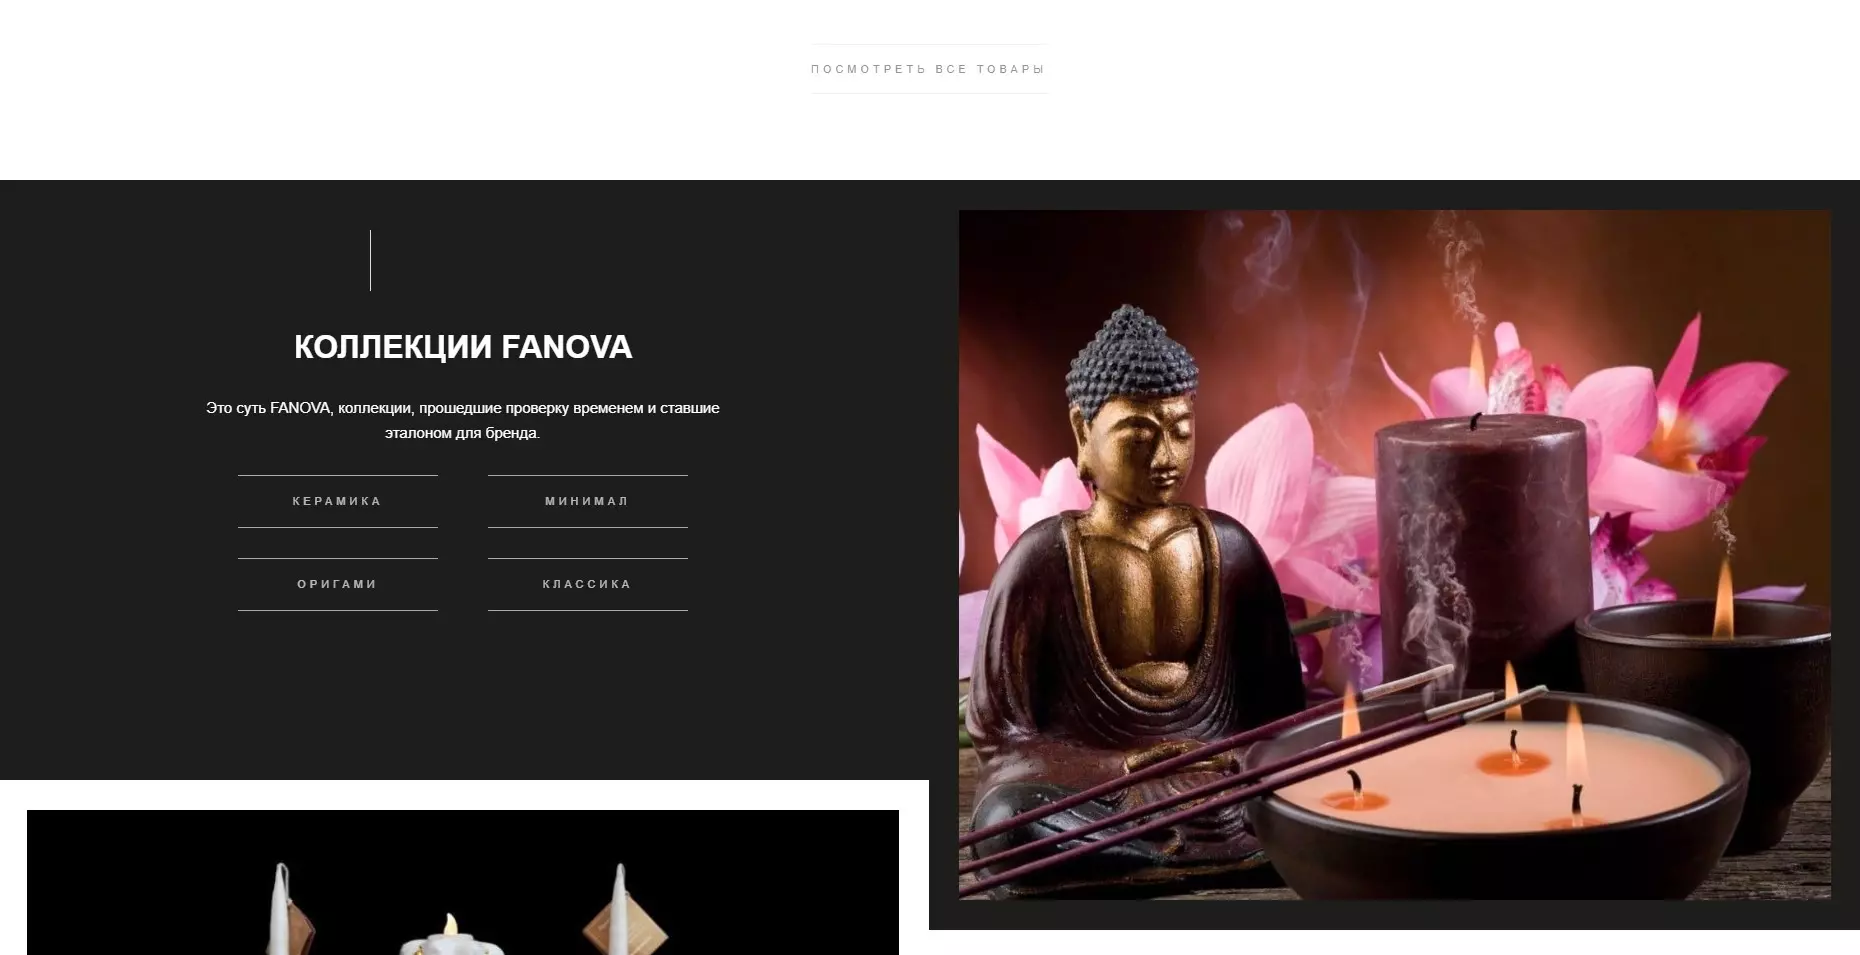 ПОСМОТРЕТЬ ВСЕ ТОВАРЫ
КОЛЛЕКЦИИ FANOVA
Это суть FANOVA, коллекции, прошедшие проверку временем и ставшие
эталоном для бренда.
КЕРАМИКА
МИНИМАЛ
ОРИГАМИ
КЛАССИКА